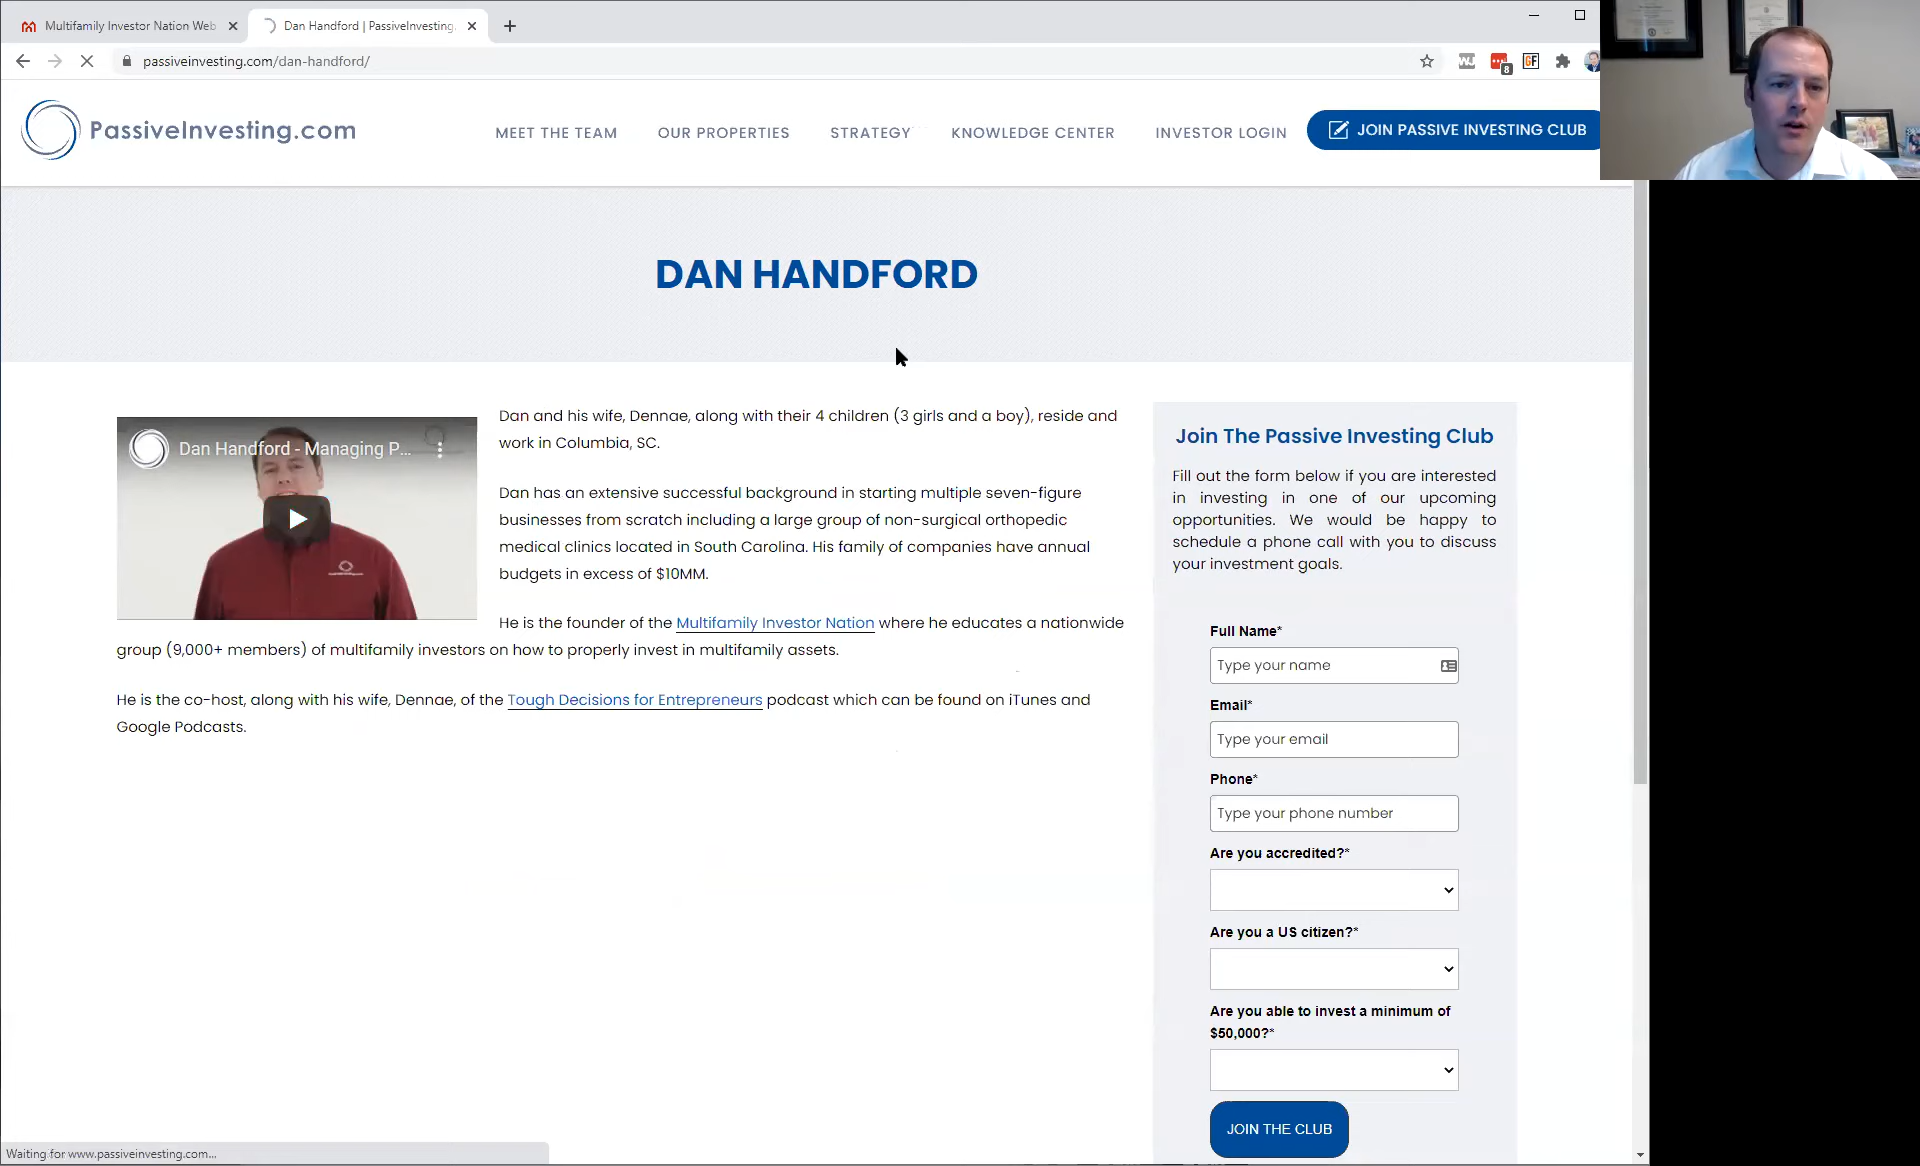 Multifamily Investor Nation Web
Dan Handford | PassiveInvesting.
passiveinvesting.com/dan-handford/
8
GF
PassiveInvesting.com
MEET THE TEAM
OUR PROPERTIES
STRATEGY
KNOWLEDGE CENTER
INVESTOR LOGIN
JOIN PASSIVE INVESTING CLUB
DAN HANDFORD
Dan Handford - Managing P...
Dan and his wife, Dennae, along with their 4 children (3 girls and a boy), reside and
work in Columbia, SC.
Dan has an extensive successful background in starting multiple seven-figure
businesses from scratch including a large group of non-surgical orthopedic
medical clinics located in South Carolina. His family of companies have annual
budgets in excess of $10MM.
He is the founder of the Multifamily Investor Nation where he educates a nationwide
group (9,000+ members) of multifamily investors on how to properly invest in multifamily assets.
He is the co-host, along with his wife, Dennae, of the Tough Decisions for Entrepreneurs podcast which can be found on iTunes and
Google Podcasts.
Join The Passive Investing Club
Fill out the form below if you are interested
in investing in one of our upcoming
opportunities. We would be happy to
schedule a phone call with you to discuss
your investment goals.
Full Name*
Type your name
Email*
Type your email
Phone*
Type your phone number
Are you accredited?*
Are you a US citizen?*
Are you able to invest a minimum of
$50,000?*
JOIN THE CLUB
Waiting for www.passiveinvesting.com...